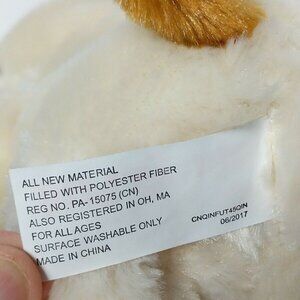 ALL NEW MATERIAL
FILLED WITH POLYESTER FIBER
REG NO. PA-15075 (CN)
ALSO REGISTERED IN OH, MA
FOR ALL AGES
SURFACE WASHABLE ONLY
MADE IN CHINA
CNQINFUT45QIN
06/2017